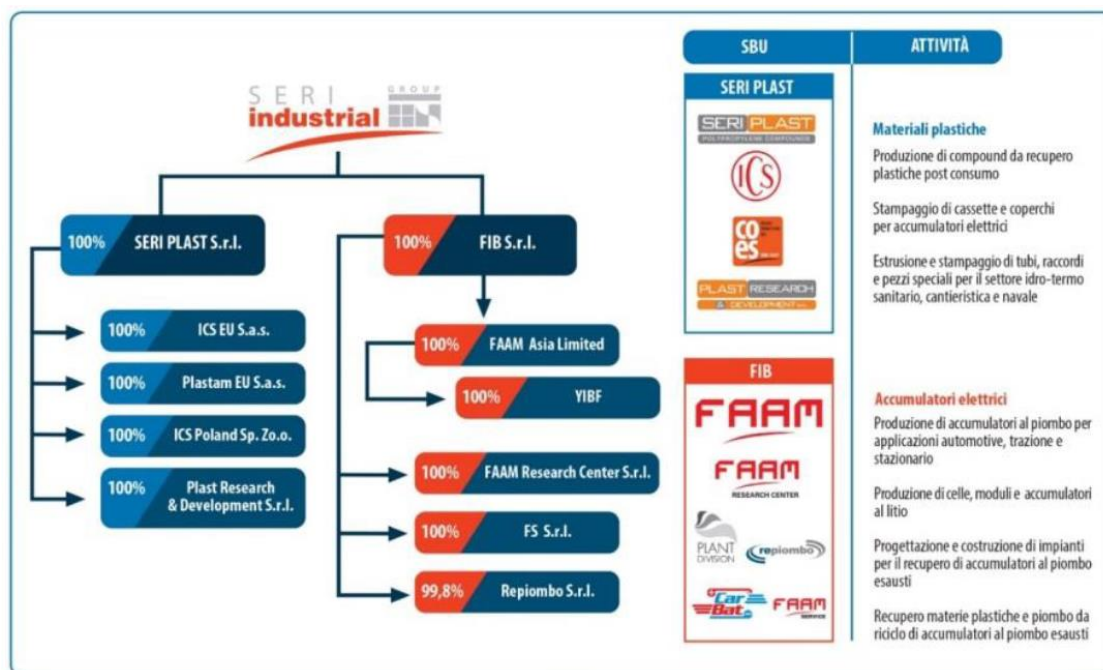 SERI
GROUP
industrial
100% SERI PLAST S.r.l.
100% ICS EU S.a.s.
100% Plastam EU S.a.s.
100% ICS Poland Sp. Zo.o.
100% Plast Research
& Development S.r.l.
100% FIB S.r.l.
100% FAAM Asia Limited
100% YIBF
100% FAAM Research Center S.r.l.
100% FS S.r.l.
99,8% Repiombo S.r.l.
SBU
ATTIVITÀ
SERI PLAST
SERI PLAST
POLYPROPYLENE COMPOUNDS
ICS
coes
PLAST RESEARCH
& DEVELOPMENT
Materiali plastiche
Produzione di compound da recupero
plastiche post consumo
Stampaggio di cassette e coperchi
per accumulatori elettrici
Estrusione e stampaggio di tubi, raccordi
e pezzi speciali per il settore idro-termo
sanitario, cantieristica e navale
FIB
FAAM
FAAM
RESEARCH CENTER
PLANT
DIVISION
repiombo
Car
Bat
FAAM
SERVICE
Accumulatori elettrici
Produzione di accumulatori al piombo per
applicazioni automotive, trazione e
stazionario
Produzione di celle, moduli e accumulatori
al litio
Progettazione e costruzione di impianti
per il recupero di accumulatori al piombo
esausti
Recupero materie plastiche e piombo da
riciclo di accumulatori al piombo esausti